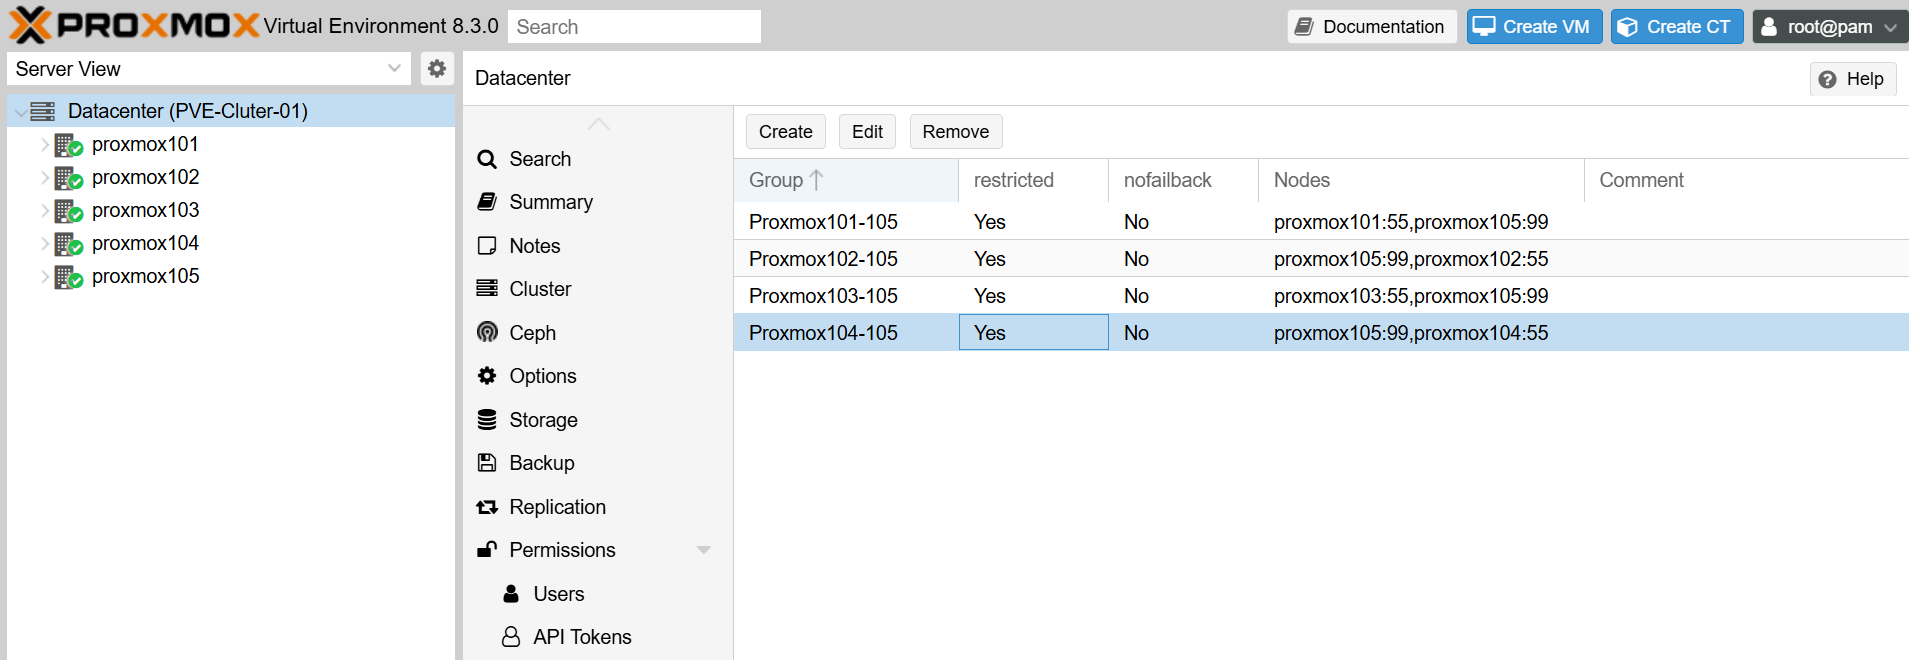 PROXMOX Virtual Environment 8.3.0 Search Documentation Create VM Create CT root@pam
Server View
Datacenter (PVE-Cluter-01)
proxmox101
proxmox102
proxmox103
proxmox104
proxmox105
Datacenter Help
Search
Summary
Notes
Cluster
Ceph
Options
Storage
Backup
Replication
Permissions
Users
API Tokens
Create Edit Remove
Group restricted nofailback Nodes Comment
Proxmox101-105 Yes No proxmox101:55,proxmox105:99
Proxmox102-105 Yes No proxmox105:99,proxmox102:55
Proxmox103-105 Yes No proxmox103:55,proxmox105:99
Proxmox104-105 Yes No proxmox105:99,proxmox104:55